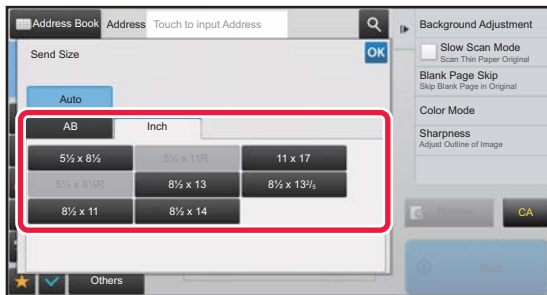 Address Book Address Touch to input Address
Send Size
OK
Auto
AB Inch
5½ x 8½ 5½ x 11R 11 x 17
5½ x 8½R 8½ x 13 8½ x 13²/₅
8½ x 11 8½ x 14
Others
Background Adjustment
Slow Scan Mode
Scan Thin Paper Original
Blank Page Skip
Skip Blank Page in Original
Color Mode
Sharpness
Adjust Outline of Image
Preview CA
Start